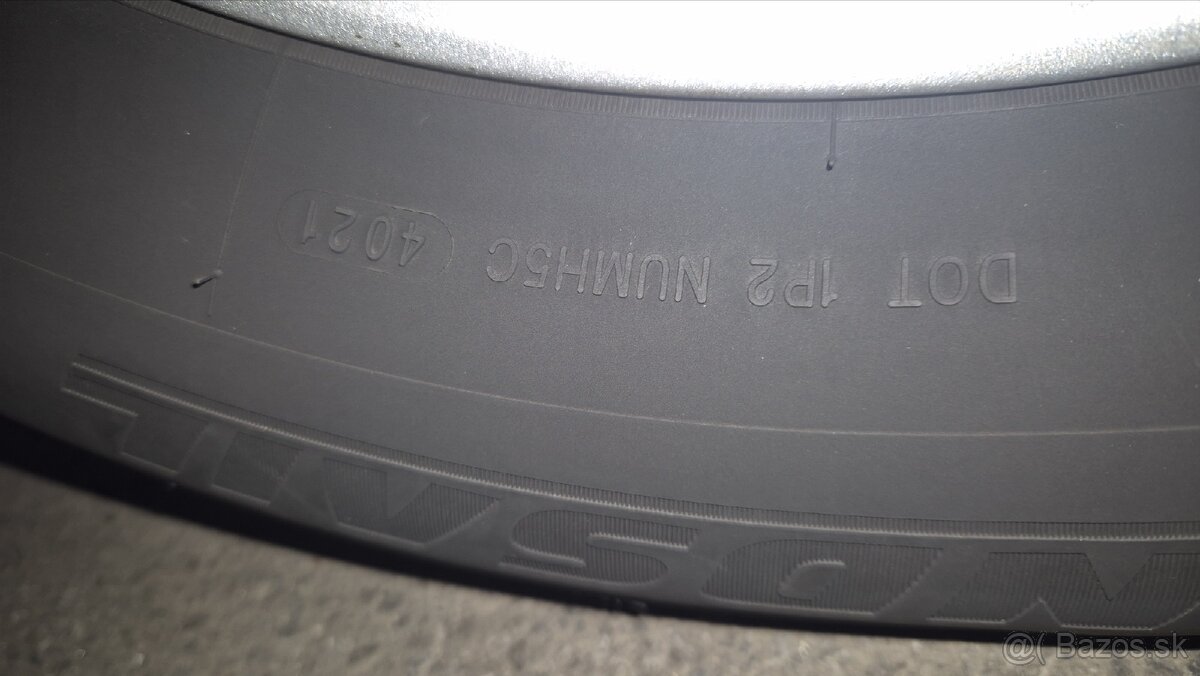 DOT 1P2 NUMH5C 4021
@( Bazos.sk